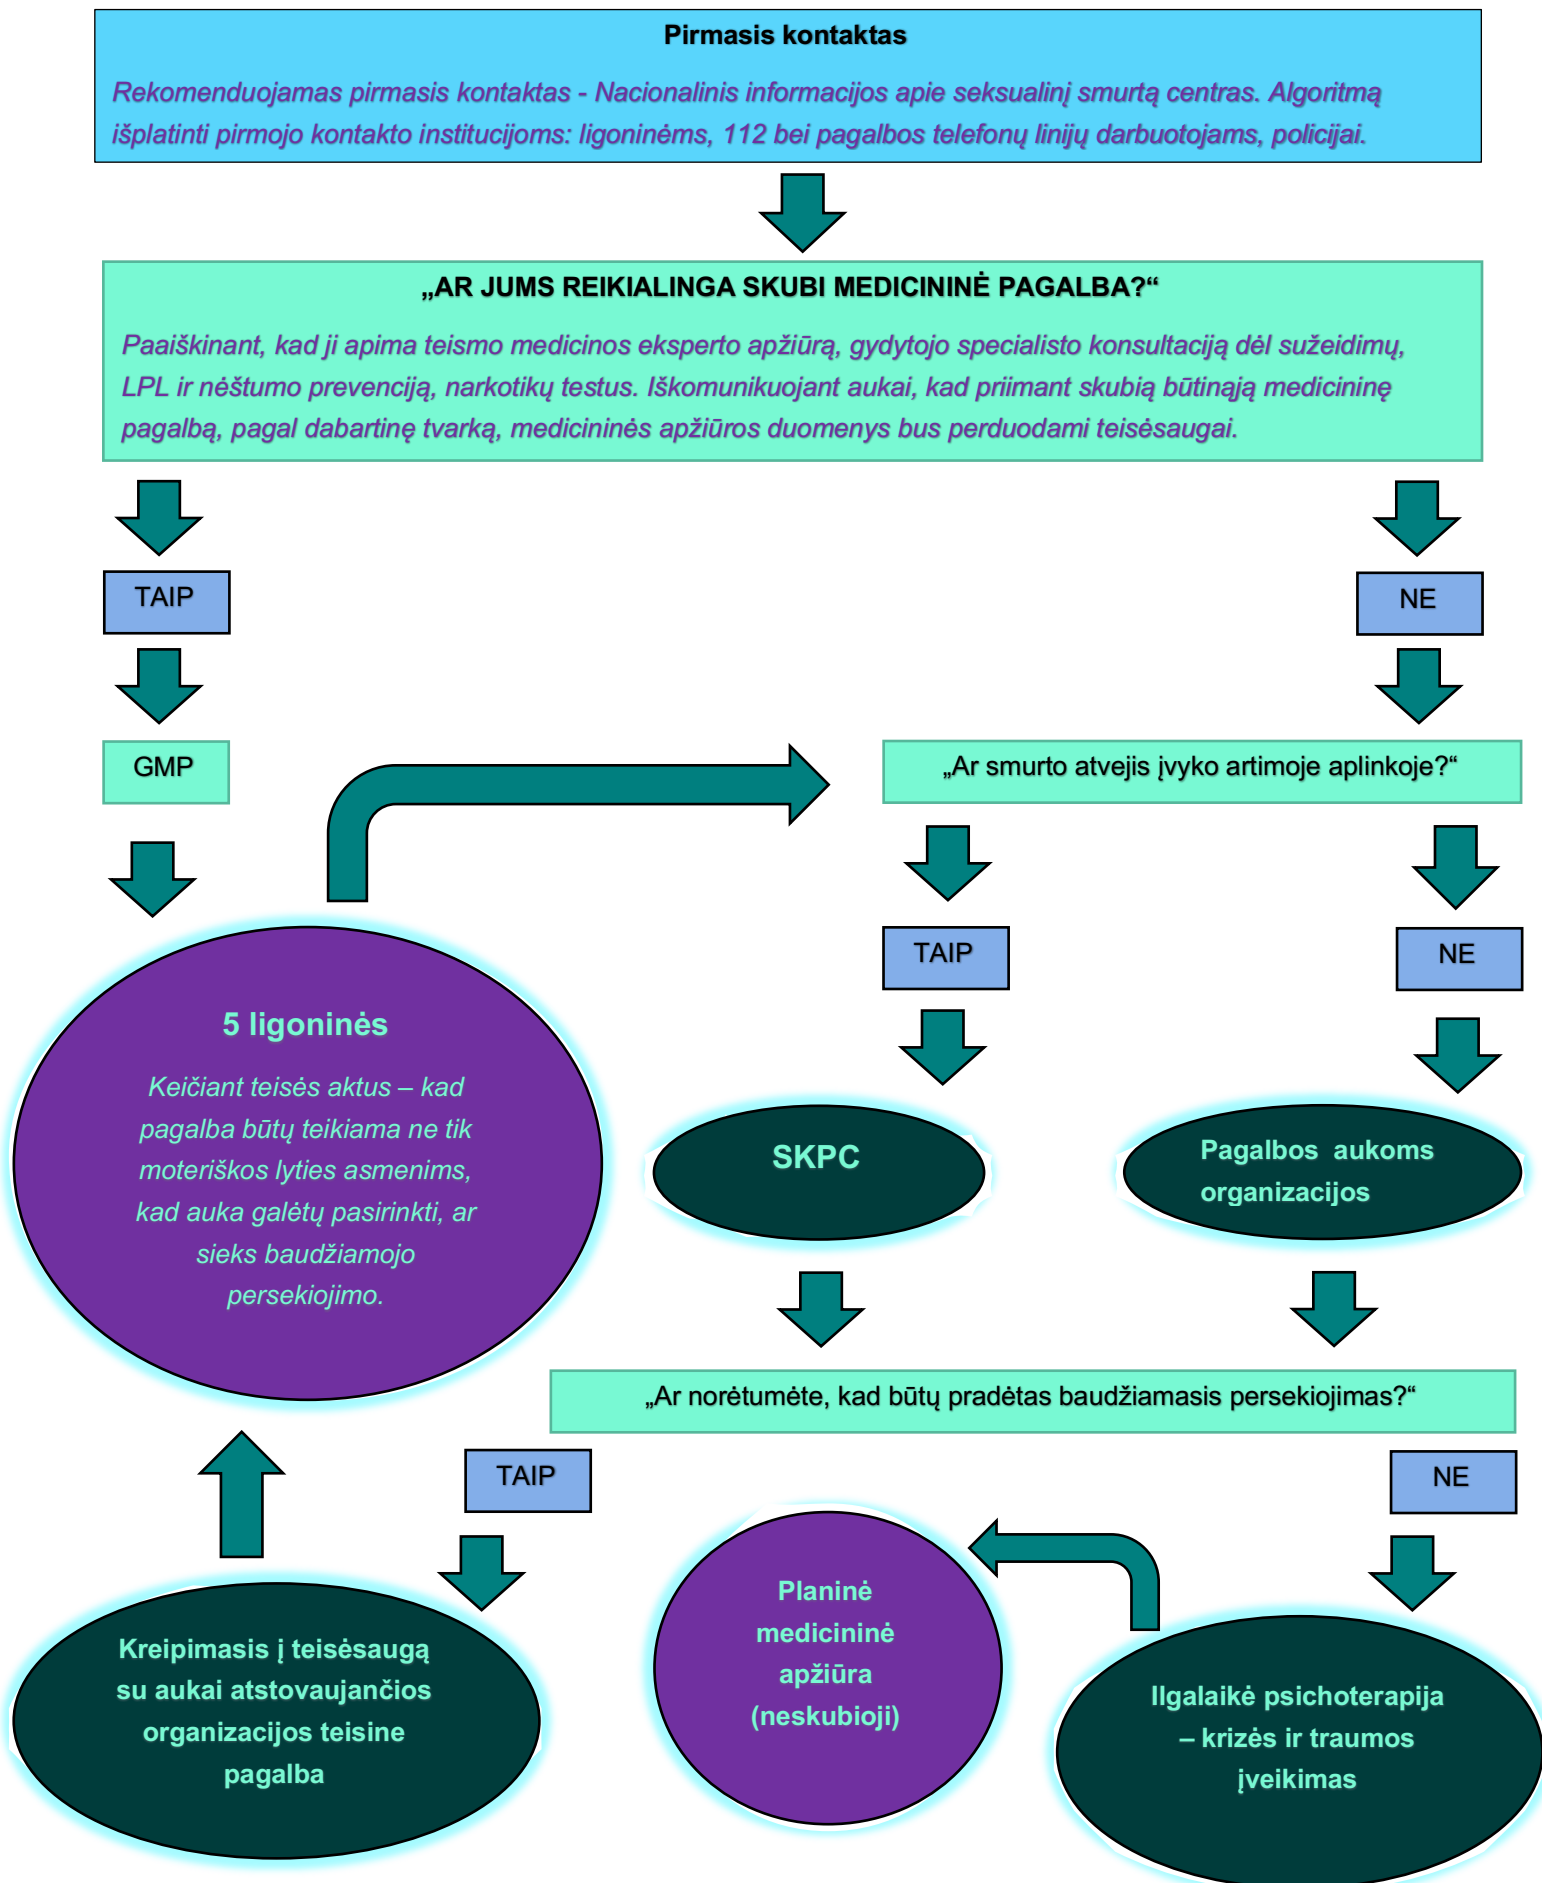 Pirmasis kontaktas
Rekomenduojamas pirmasis kontaktas - Nacionalinis informacijos apie seksualinį smurtą centras. Algoritmą
išplatinti pirmojo kontakto institucijoms: ligoninėms, 112 bei pagalbos telefonų linijų darbuotojams, policijai.
„AR JUMS REIKIALINGA SKUBI MEDICININĖ PAGALBA?“
Paaiškinant, kad ji apima teismo medicinos eksperto apžiūrą, gydytojo specialisto konsultaciją dėl sužeidimų,
LPL ir nėštumo prevenciją, narkotikų testus. Iškomunikuojant aukai, kad priimant skubią būtinąją medicininę
pagalbą, pagal dabartinę tvarką, medicininės apžiūros duomenys bus perduodami teisėsaugai.
TAIP
NE
GMP
„Ar smurto atvejis įvyko artimoje aplinkoje?“
TAIP
NE
5 ligoninės
Keičiant teisės aktus – kad
pagalba būtų teikiama ne tik
moteriškos lyties asmenims,
kad auka galėtų pasirinkti, ar
sieks baudžiamojo
persekiojimo.
SKPC
Pagalbos aukoms
organizacijos
„Ar norėtumėte, kad būtų pradėtas baudžiamasis persekiojimas?“
TAIP
NE
Kreipimasis į teisėsaugą
su aukai atstovaujančios
organizacijos teisine
pagalba
Planinė
medicininė
apžiūra
(neskubioji)
Ilgalaikė psichoterapija
– krizės ir traumos
įveikimas